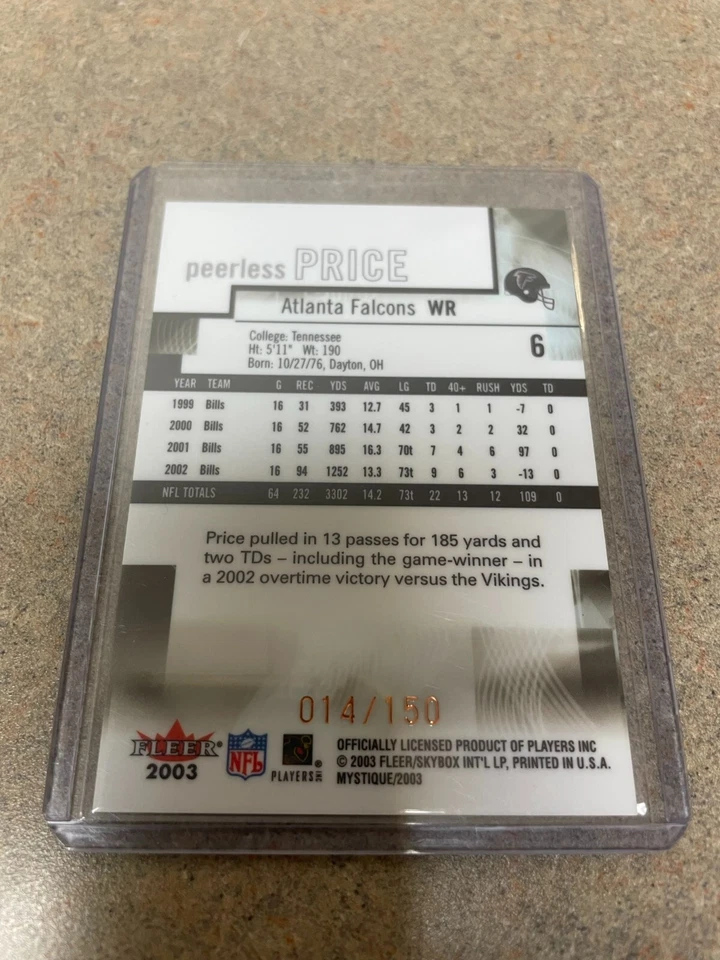 peerless PRICE
Atlanta Falcons WR
College: Tennessee
Ht: 5'11" Wt: 190
Born: 10/27/76, Dayton, OH
6
YEAR TEAM G REC YDS AVG LG TD 40+ RUSH YDS TD
1999 Bills 16 31 393 12.7 45 3 1 1 -7 0
2000 Bills 16 52 762 14.7 42 3 2 2 32 0
2001 Bills 16 55 895 16.3 70t 7 4 6 97 0
2002 Bills 16 94 1252 13.3 73t 9 6 3 -13 0
NFL TOTALS 64 232 3302 14.2 73t 22 13 12 109 0
Price pulled in 13 passes for 185 yards and
two TDs – including the game-winner – in
a 2002 overtime victory versus the Vikings.
014/150
FLEER®
2003
NFL
PLAYERS INC ®
OFFICIALLY LICENSED PRODUCT OF PLAYERS INC
© 2003 FLEER/SKYBOX INT'L LP, PRINTED IN U.S.A.
MYSTIQUE/2003